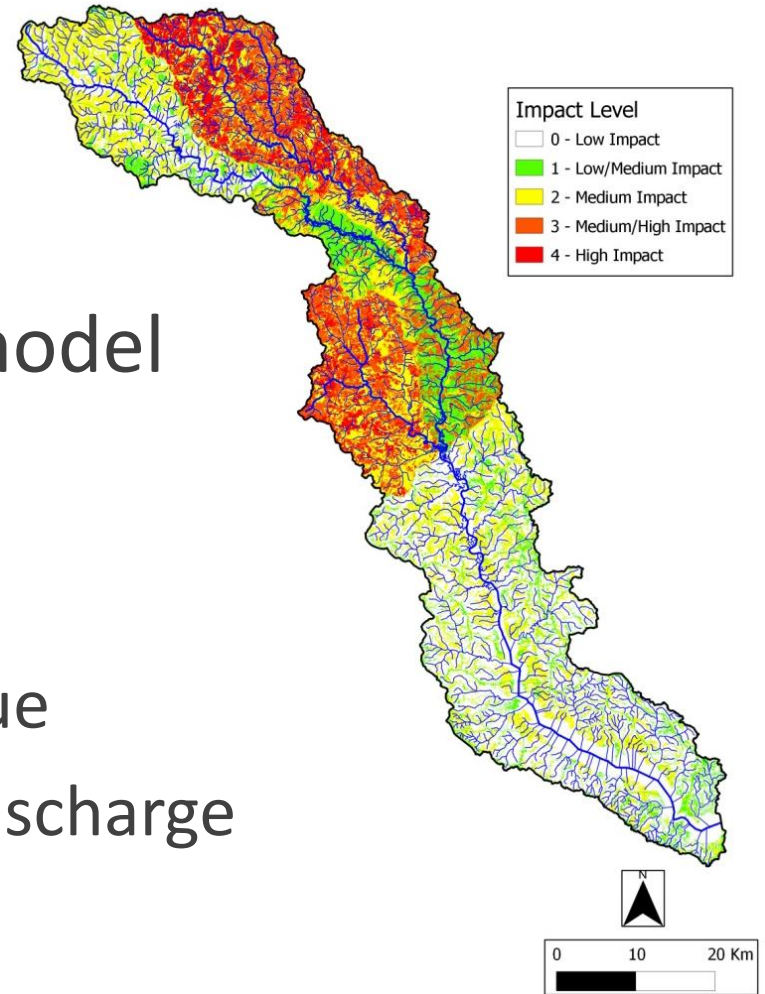 Impact Level
0 - Low Impact
1 - Low/Medium Impact
2 - Medium Impact
3 - Medium/High Impact
4 - High Impact
nodel
ue
scharge
N
0 10 20 Km